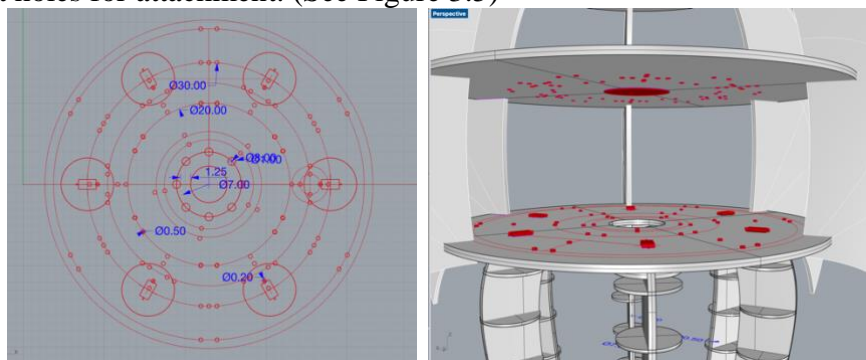 t holes for attachment. (See Figure 3.3)
Perspective
Ø30.00
Ø20.00
Ø8.00
1.25
Ø7.00
Ø0.50
Ø0.20